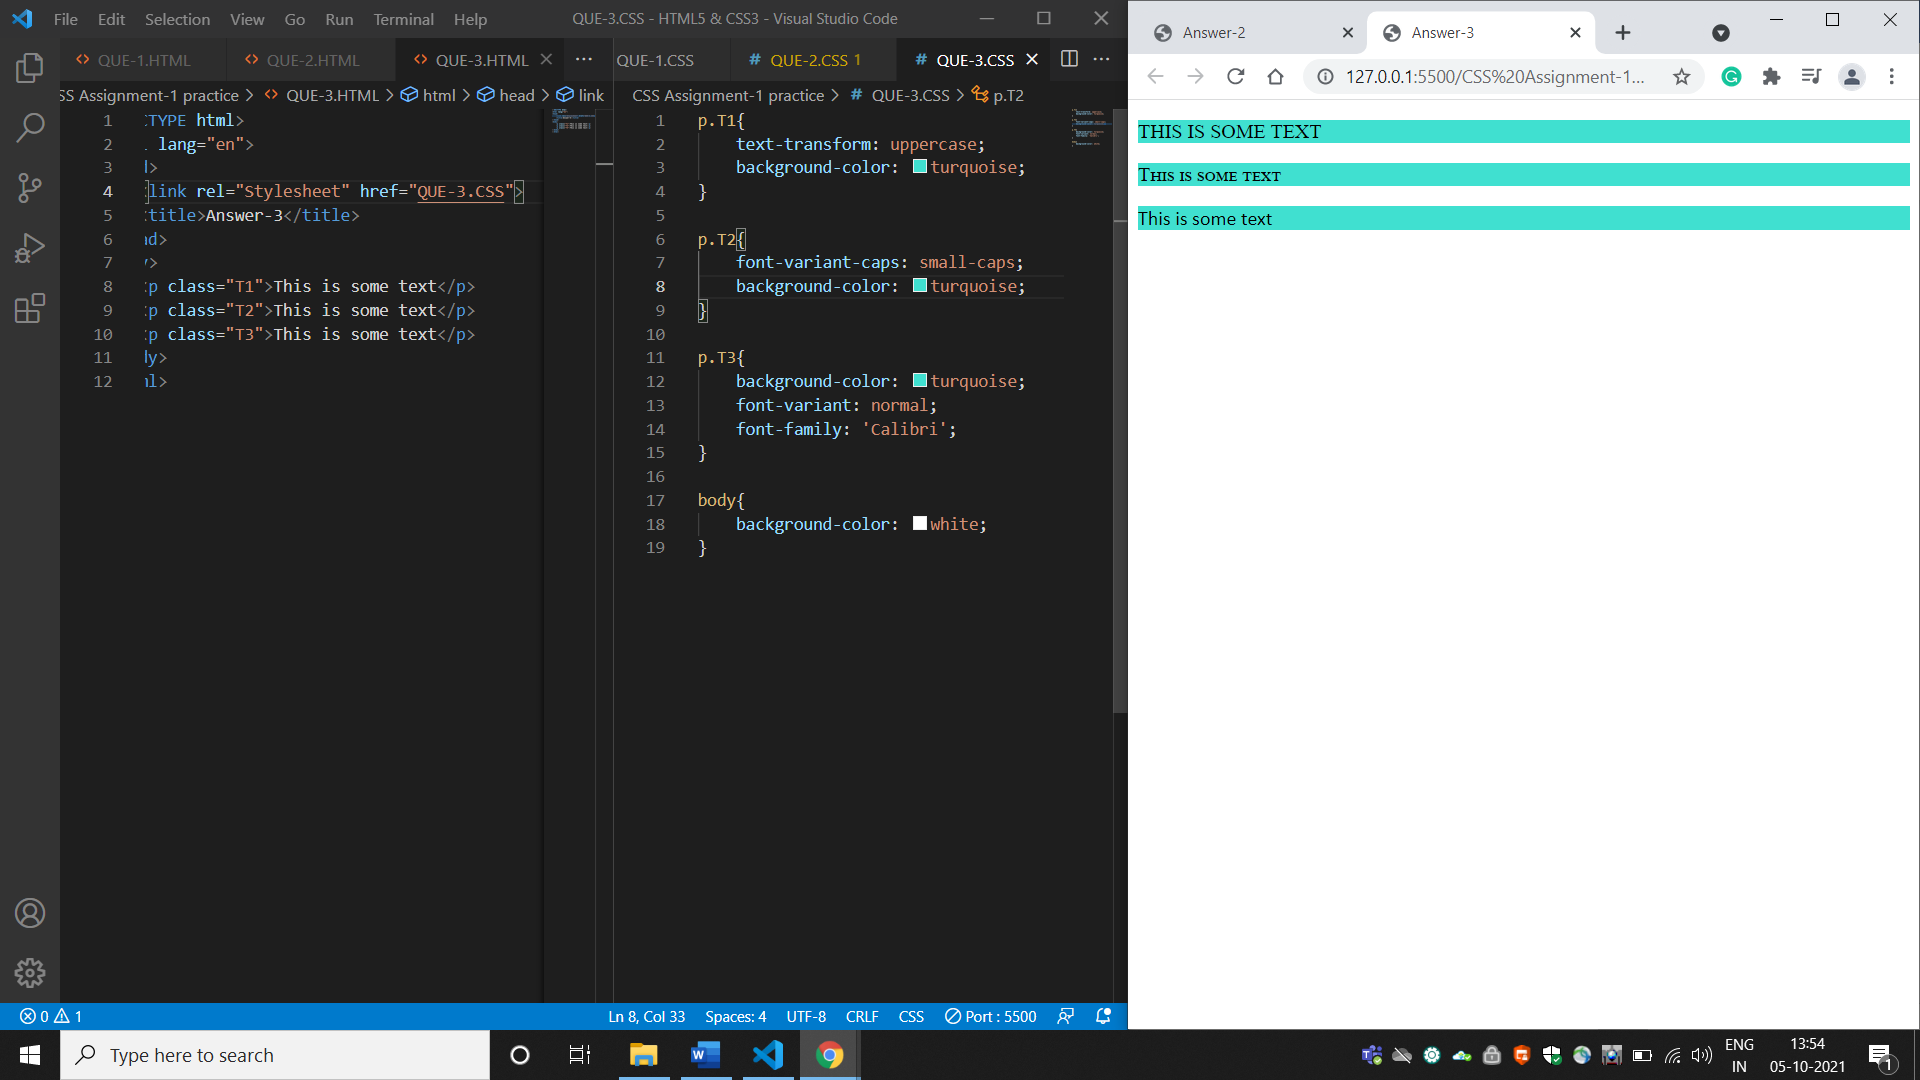 File Edit Selection View Go Run Terminal Help QUE-3.CSS - HTML5 & CSS3 - Visual Studio Code
QUE-1.HTML QUE-2.HTML QUE-3.HTML
SS Assignment-1 practice > QUE-3.HTML > html > head > link
1 :TYPE html>
2 . lang="en">
3 l>
4 link rel="Stylesheet" href="QUE-3.CSS">
5 :title>Answer-3</title>
6 ad>
7 y>
8 :p class="T1">This is some text</p>
9 :p class="T2">This is some text</p>
10 :p class="T3">This is some text</p>
11 dy>
12 nl>
QUE-1.CSS # QUE-2.CSS 1 # QUE-3.CSS
CSS Assignment-1 practice > # QUE-3.CSS > p.T2
1 p.T1{
2 text-transform: uppercase;
3 background-color: turquoise;
4 }
5
6 p.T2{
7 font-variant-caps: small-caps;
8 background-color: turquoise;
9 }
10
11 p.T3{
12 background-color: turquoise;
13 font-variant: normal;
14 font-family: 'Calibri';
15 }
16
17 body{
18 background-color: white;
19 }
0 1 Ln 8, Col 33 Spaces: 4 UTF-8 CRLF CSS Port : 5500
Answer-2 Answer-3
127.0.0.1:5500/CSS%20Assignment-1...
THIS IS SOME TEXT
This is some text
This is some text
Type here to search
ENG
IN
13:54
05-10-2021
1